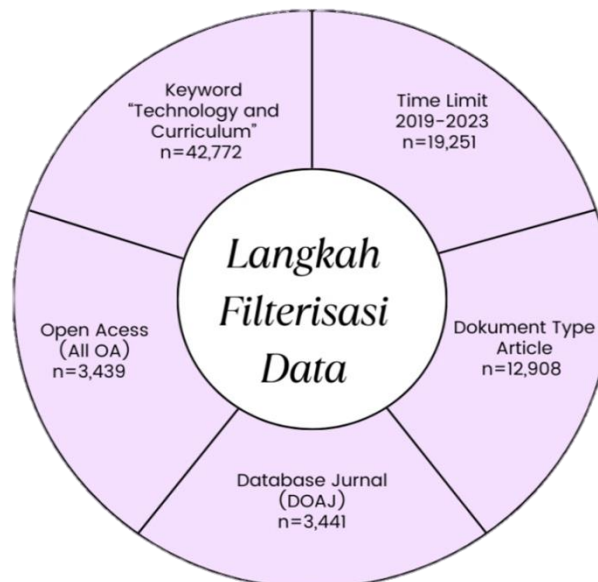 Keyword
"Technology and
Curriculum"
n=42,772
Time Limit
2019-2023
n=19,251
Dokument Type
Article
n=12,908
Database Jurnal
(DOAJ)
n=3,441
Open Acess
(All OA)
n=3,439
Langkah
Filterisasi
Data